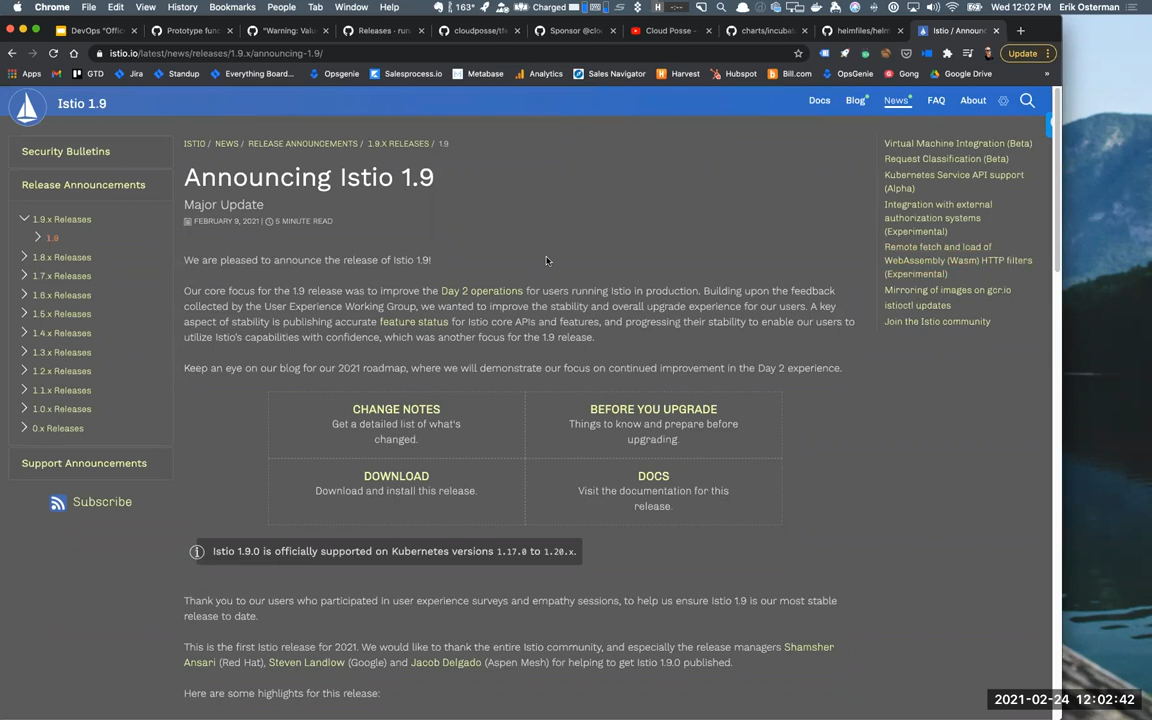 Chrome File Edit View History Bookmarks People Tab Window Help 163° Charged Wed 12:02 PM Erik Osterman
DevOps "Office Prototype func "Warning: Value Releases · runa cloudposse/tfe Sponsor @clou Cloud Posse - charts/incubat helmfiles/helm Istio / Announc
istio.io/latest/news/releases/1.9.x/announcing-1.9/ Update
Apps GTD Jira Standup Everything Board... Opsgenie Salesprocess.io Metabase Analytics Sales Navigator Harvest Hubspot Bill.com OpsGenie Gong Google Drive »
Istio 1.9 Docs Blog News FAQ About
Security Bulletins
Release Announcements
1.9.x Releases
1.9
1.8.x Releases
1.7.x Releases
1.6.x Releases
1.5.x Releases
1.4.x Releases
1.3.x Releases
1.2.x Releases
1.1.x Releases
1.0.x Releases
0.x Releases
Support Announcements
Subscribe
ISTIO / NEWS / RELEASE ANNOUNCEMENTS / 1.9.X RELEASES / 1.9
Announcing Istio 1.9
Major Update
FEBRUARY 9, 2021 | 5 MINUTE READ
We are pleased to announce the release of Istio 1.9!
Our core focus for the 1.9 release was to improve the Day 2 operations for users running Istio in production. Building upon the feedback
collected by the User Experience Working Group, we wanted to improve the stability and overall upgrade experience for our users. A key
aspect of stability is publishing accurate feature status for Istio core APIs and features, and progressing their stability to enable our users to
utilize Istio's capabilities with confidence, which was another focus for the 1.9 release.
Keep an eye on our blog for our 2021 roadmap, where we will demonstrate our focus on continued improvement in the Day 2 experience.
CHANGE NOTES
Get a detailed list of what's
changed.
BEFORE YOU UPGRADE
Things to know and prepare before
upgrading.
DOWNLOAD
Download and install this release.
DOCS
Visit the documentation for this
release.
Istio 1.9.0 is officially supported on Kubernetes versions 1.17.0 to 1.20.x.
Thank you to our users who participated in user experience surveys and empathy sessions, to help us ensure Istio 1.9 is our most stable
release to date.
This is the first Istio release for 2021. We would like to thank the entire Istio community, and especially the release managers Shamsher
Ansari (Red Hat), Steven Landlow (Google) and Jacob Delgado (Aspen Mesh) for helping to get Istio 1.9.0 published.
Here are some highlights for this release:
Virtual Machine Integration (Beta)
Request Classification (Beta)
Kubernetes Service API support
(Alpha)
Integration with external
authorization systems
(Experimental)
Remote fetch and load of
WebAssembly (Wasm) HTTP filters
(Experimental)
Mirroring of images on gcr.io
istioctl updates
Join the Istio community
2021-02-24 12:02:42